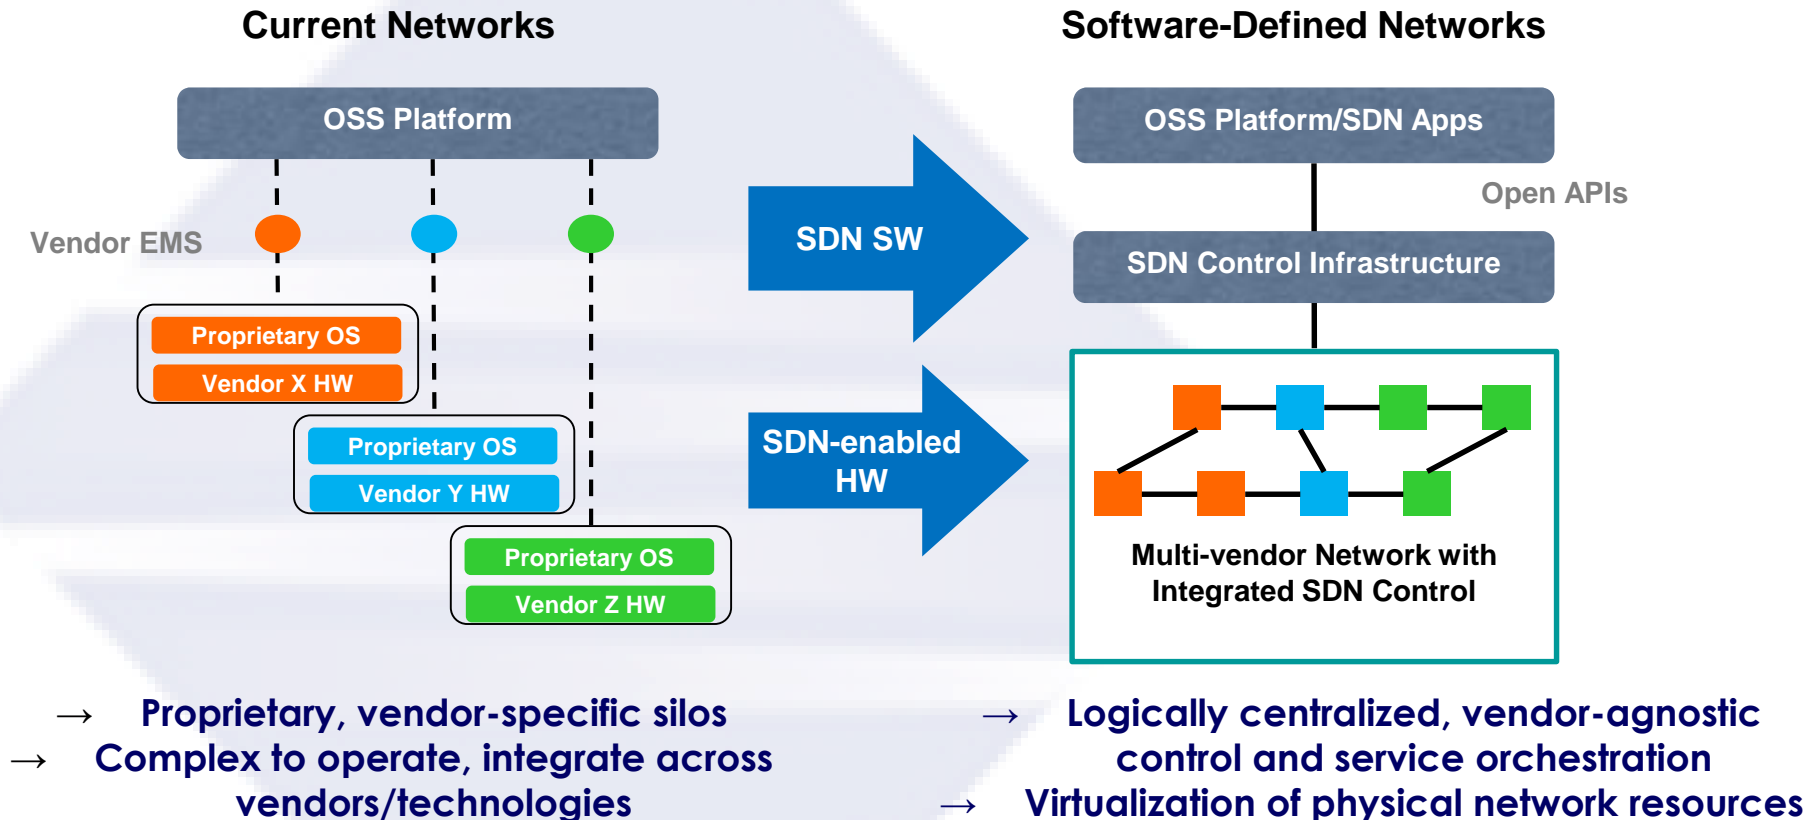 Current Networks
OSS Platform
Vendor EMS
Proprietary OS
Vendor X HW
Proprietary OS
Vendor Y HW
Proprietary OS
Vendor Z HW
→ Proprietary, vendor-specific silos
→ Complex to operate, integrate across
vendors/technologies
SDN SW
SDN-enabled
HW
Software-Defined Networks
OSS Platform/SDN Apps
Open APIs
SDN Control Infrastructure
Multi-vendor Network with
Integrated SDN Control
→ Logically centralized, vendor-agnostic
control and service orchestration
→ Virtualization of physical network resources